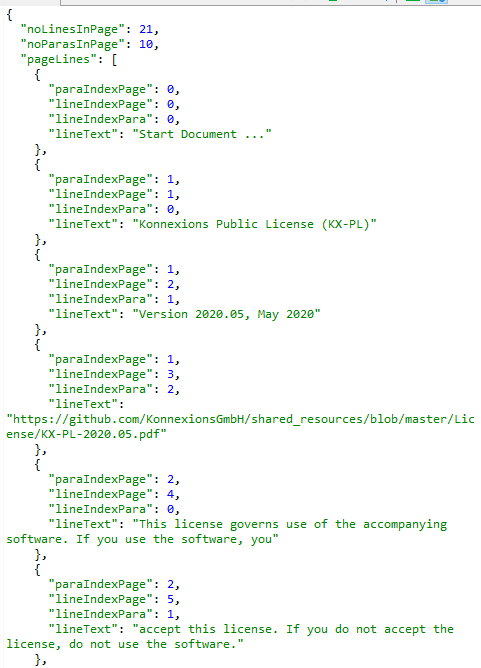 {
"noLinesInPage": 21,
"noParasInPage": 10,
"pageLines": [
{
"paraIndexPage": 0,
"lineIndexPage": 0,
"lineIndexPara": 0,
"lineText": "Start Document ..."
},
{
"paraIndexPage": 1,
"lineIndexPage": 1,
"lineIndexPara": 0,
"lineText": "Konnexions Public License (KX-PL)"
},
{
"paraIndexPage": 1,
"lineIndexPage": 2,
"lineIndexPara": 1,
"lineText": "Version 2020.05, May 2020"
},
{
"paraIndexPage": 1,
"lineIndexPage": 3,
"lineIndexPara": 2,
"lineText":
"https://github.com/KonnexionsGmbH/shared_resources/blob/master/Lic
ense/KX-PL-2020.05.pdf"
},
{
"paraIndexPage": 2,
"lineIndexPage": 4,
"lineIndexPara": 0,
"lineText": "This license governs use of the accompanying
software. If you use the software, you"
},
{
"paraIndexPage": 2,
"lineIndexPage": 5,
"lineIndexPara": 1,
"lineText": "accept this license. If you do not accept the
license, do not use the software."
},